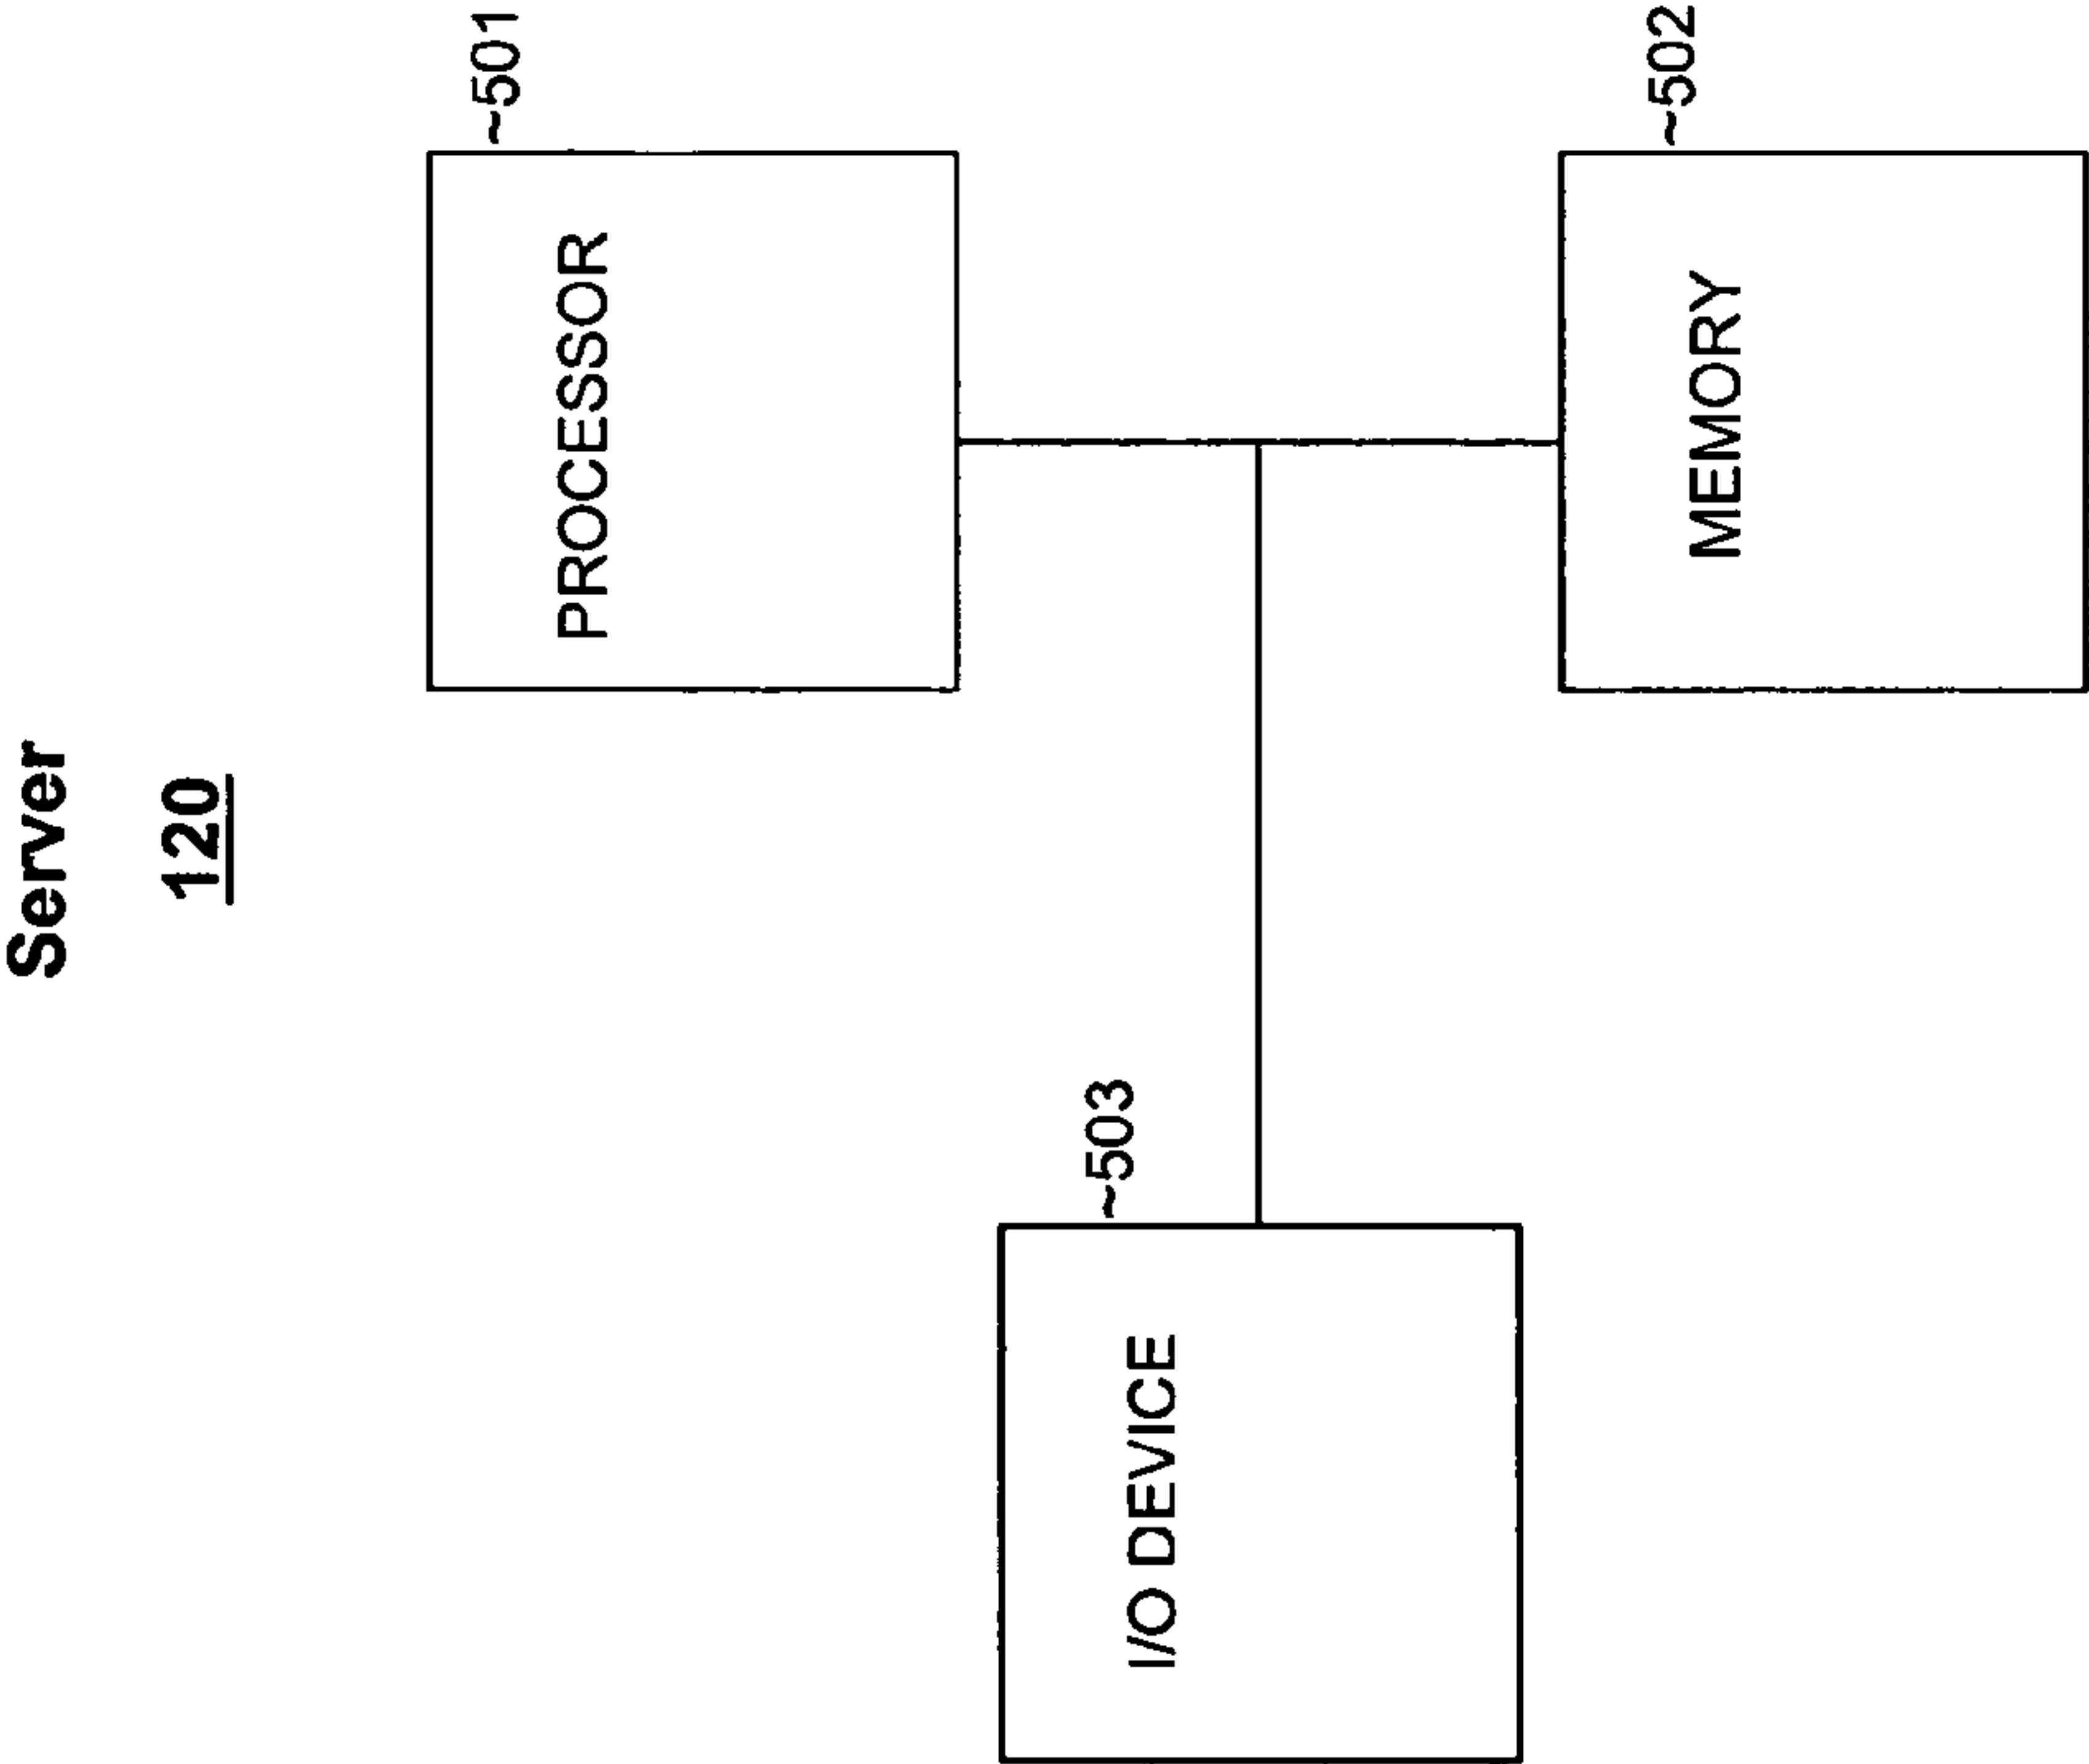 Server
120
~501
PROCESSOR
~503
I/O DEVICE
~502
MEMORY